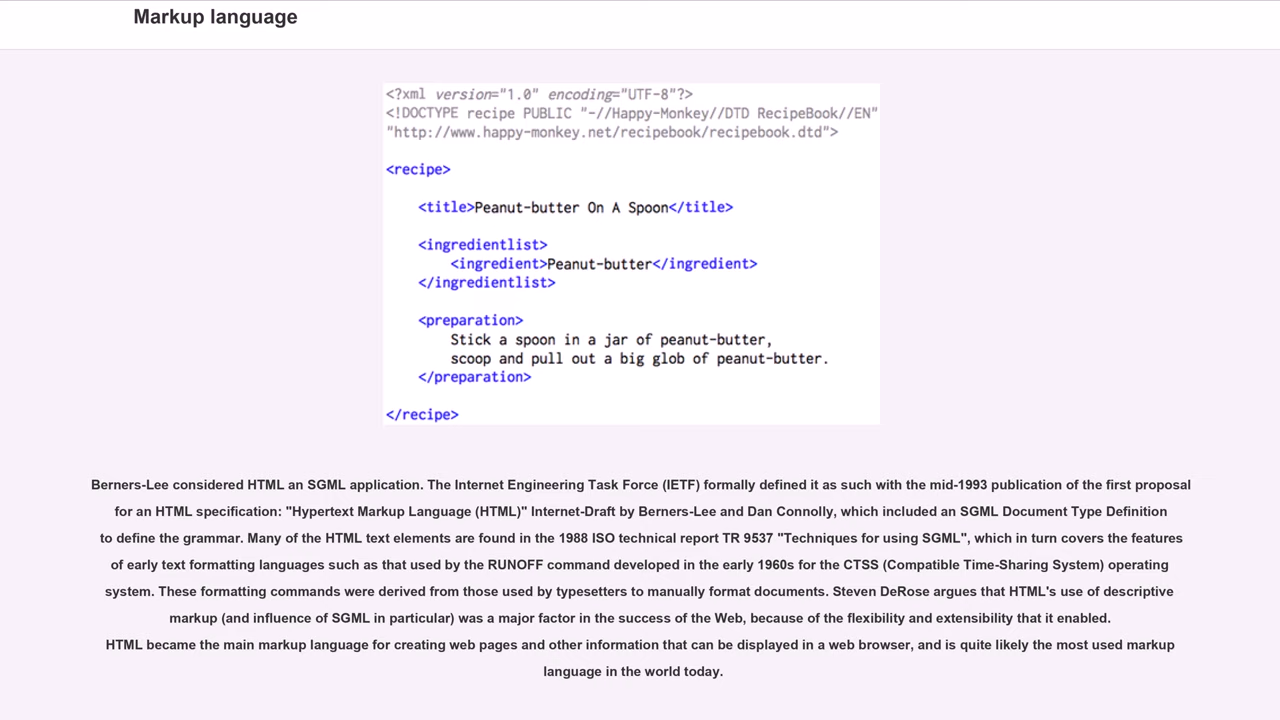 Markup language
<?xml version="1.0" encoding="UTF-8"?>
<!DOCTYPE recipe PUBLIC "-//Happy-Monkey//DTD RecipeBook//EN"
"http://www.happy-monkey.net/recipebook/recipebook.dtd">
<recipe>
<title>Peanut-butter On A Spoon</title>
<ingredientlist>
<ingredient>Peanut-butter</ingredient>
</ingredientlist>
<preparation>
Stick a spoon in a jar of peanut-butter,
scoop and pull out a big glob of peanut-butter.
</preparation>
</recipe>
Berners-Lee considered HTML an SGML application. The Internet Engineering Task Force (IETF) formally defined it as such with the mid-1993 publication of the first proposal
for an HTML specification: "Hypertext Markup Language (HTML)" Internet-Draft by Berners-Lee and Dan Connolly, which included an SGML Document Type Definition
to define the grammar. Many of the HTML text elements are found in the 1988 ISO technical report TR 9537 "Techniques for using SGML", which in turn covers the features
of early text formatting languages such as that used by the RUNOFF command developed in the early 1960s for the CTSS (Compatible Time-Sharing System) operating
system. These formatting commands were derived from those used by typesetters to manually format documents. Steven DeRose argues that HTML's use of descriptive
markup (and influence of SGML in particular) was a major factor in the success of the Web, because of the flexibility and extensibility that it enabled.
HTML became the main markup language for creating web pages and other information that can be displayed in a web browser, and is quite likely the most used markup
language in the world today.